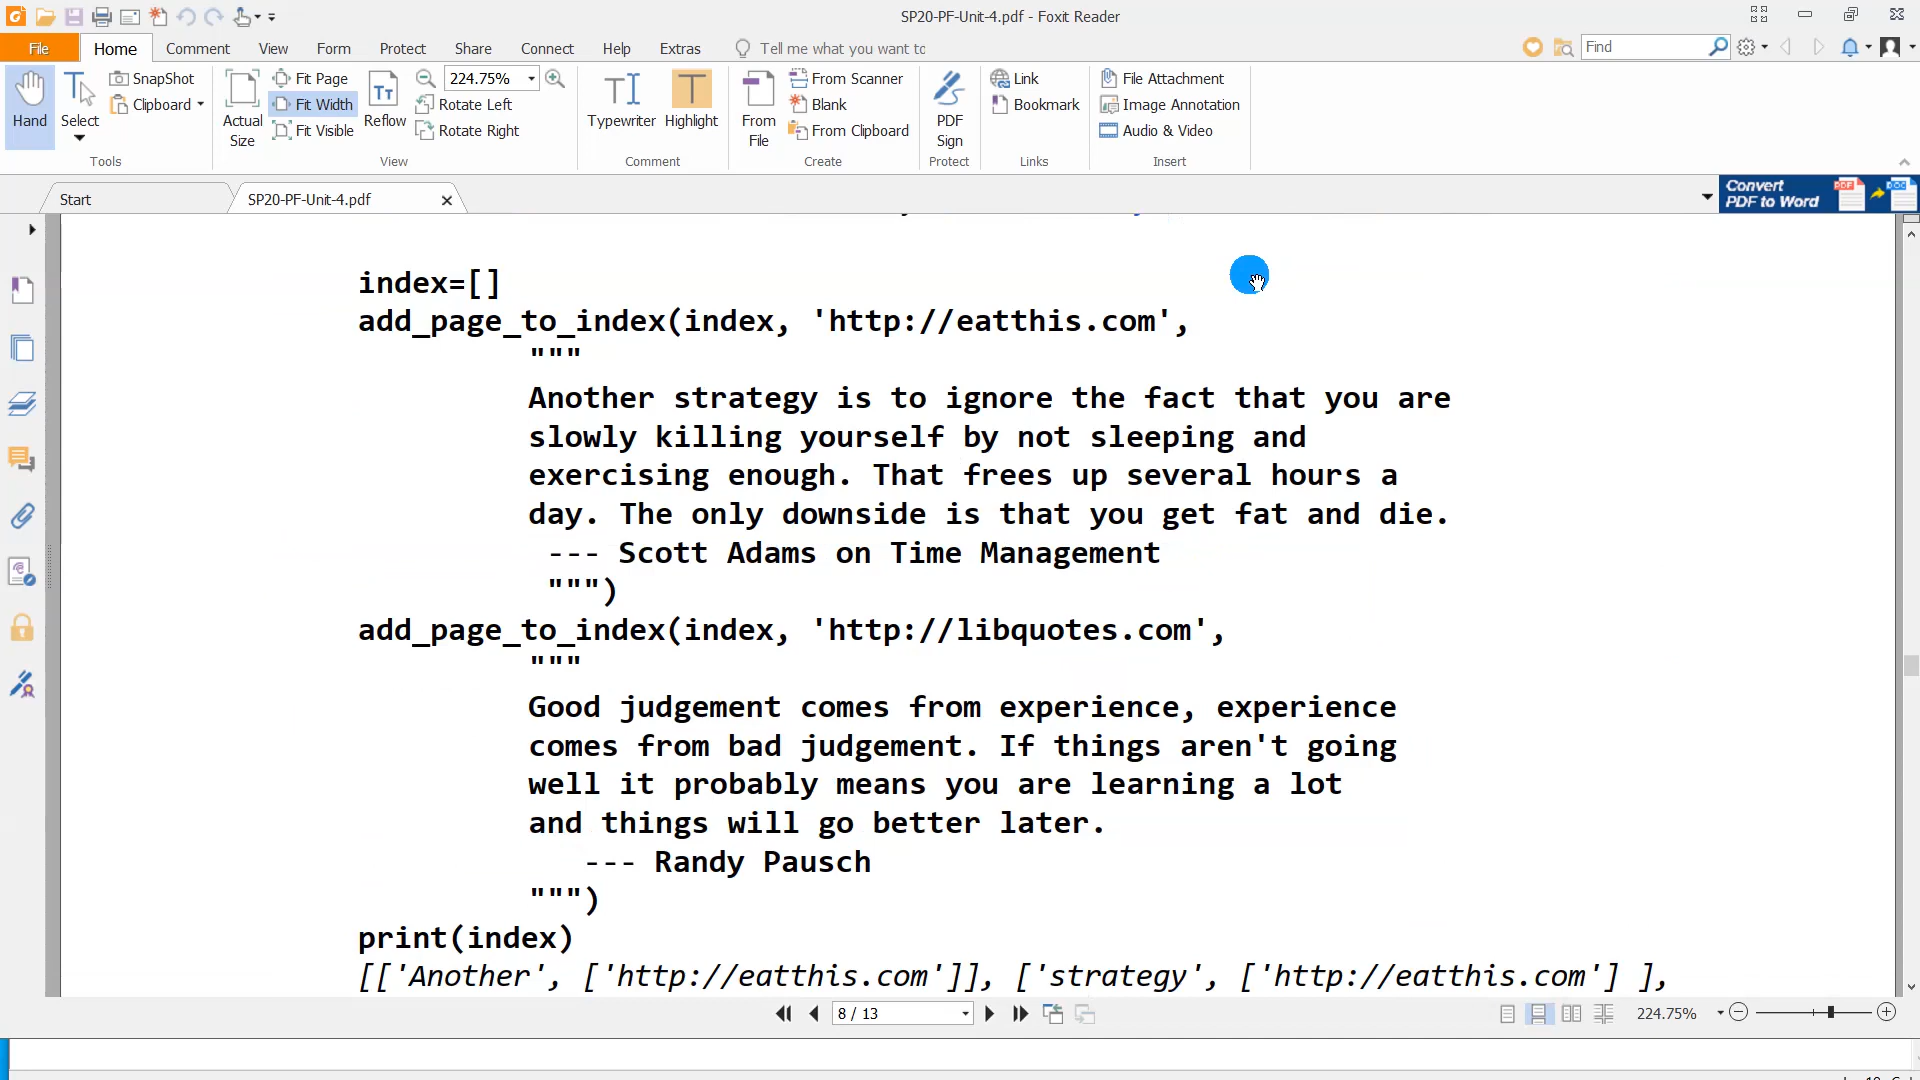 SP20-PF-Unit-4.pdf - Foxit Reader
File Home Comment View Form Protect Share Connect Help Extras Tell me what you want to Find
Hand
Select
SnapShot
Clipboard
Tools
Actual Size
Fit Page
Fit Width
Fit Visible
Reflow
224.75%
Rotate Left
Rotate Right
View
Typewriter
Highlight
Comment
From File
From Scanner
Blank
From Clipboard
Create
PDF Sign
Protect
Link
Bookmark
Links
File Attachment
Image Annotation
Audio & Video
Insert
Start
SP20-PF-Unit-4.pdf
Convert
PDF to Word
index=[]
add_page_to_index(index, 'http://eatthis.com',
"""
Another strategy is to ignore the fact that you are
slowly killing yourself by not sleeping and
exercising enough. That frees up several hours a
day. The only downside is that you get fat and die.
--- Scott Adams on Time Management
""")
add_page_to_index(index, 'http://libquotes.com',
"""
Good judgement comes from experience, experience
comes from bad judgement. If things aren't going
well it probably means you are learning a lot
and things will go better later.
--- Randy Pausch
""")
print(index)
[['Another', ['http://eatthis.com']], ['strategy', ['http://eatthis.com'] ],
8 / 13
224.75%